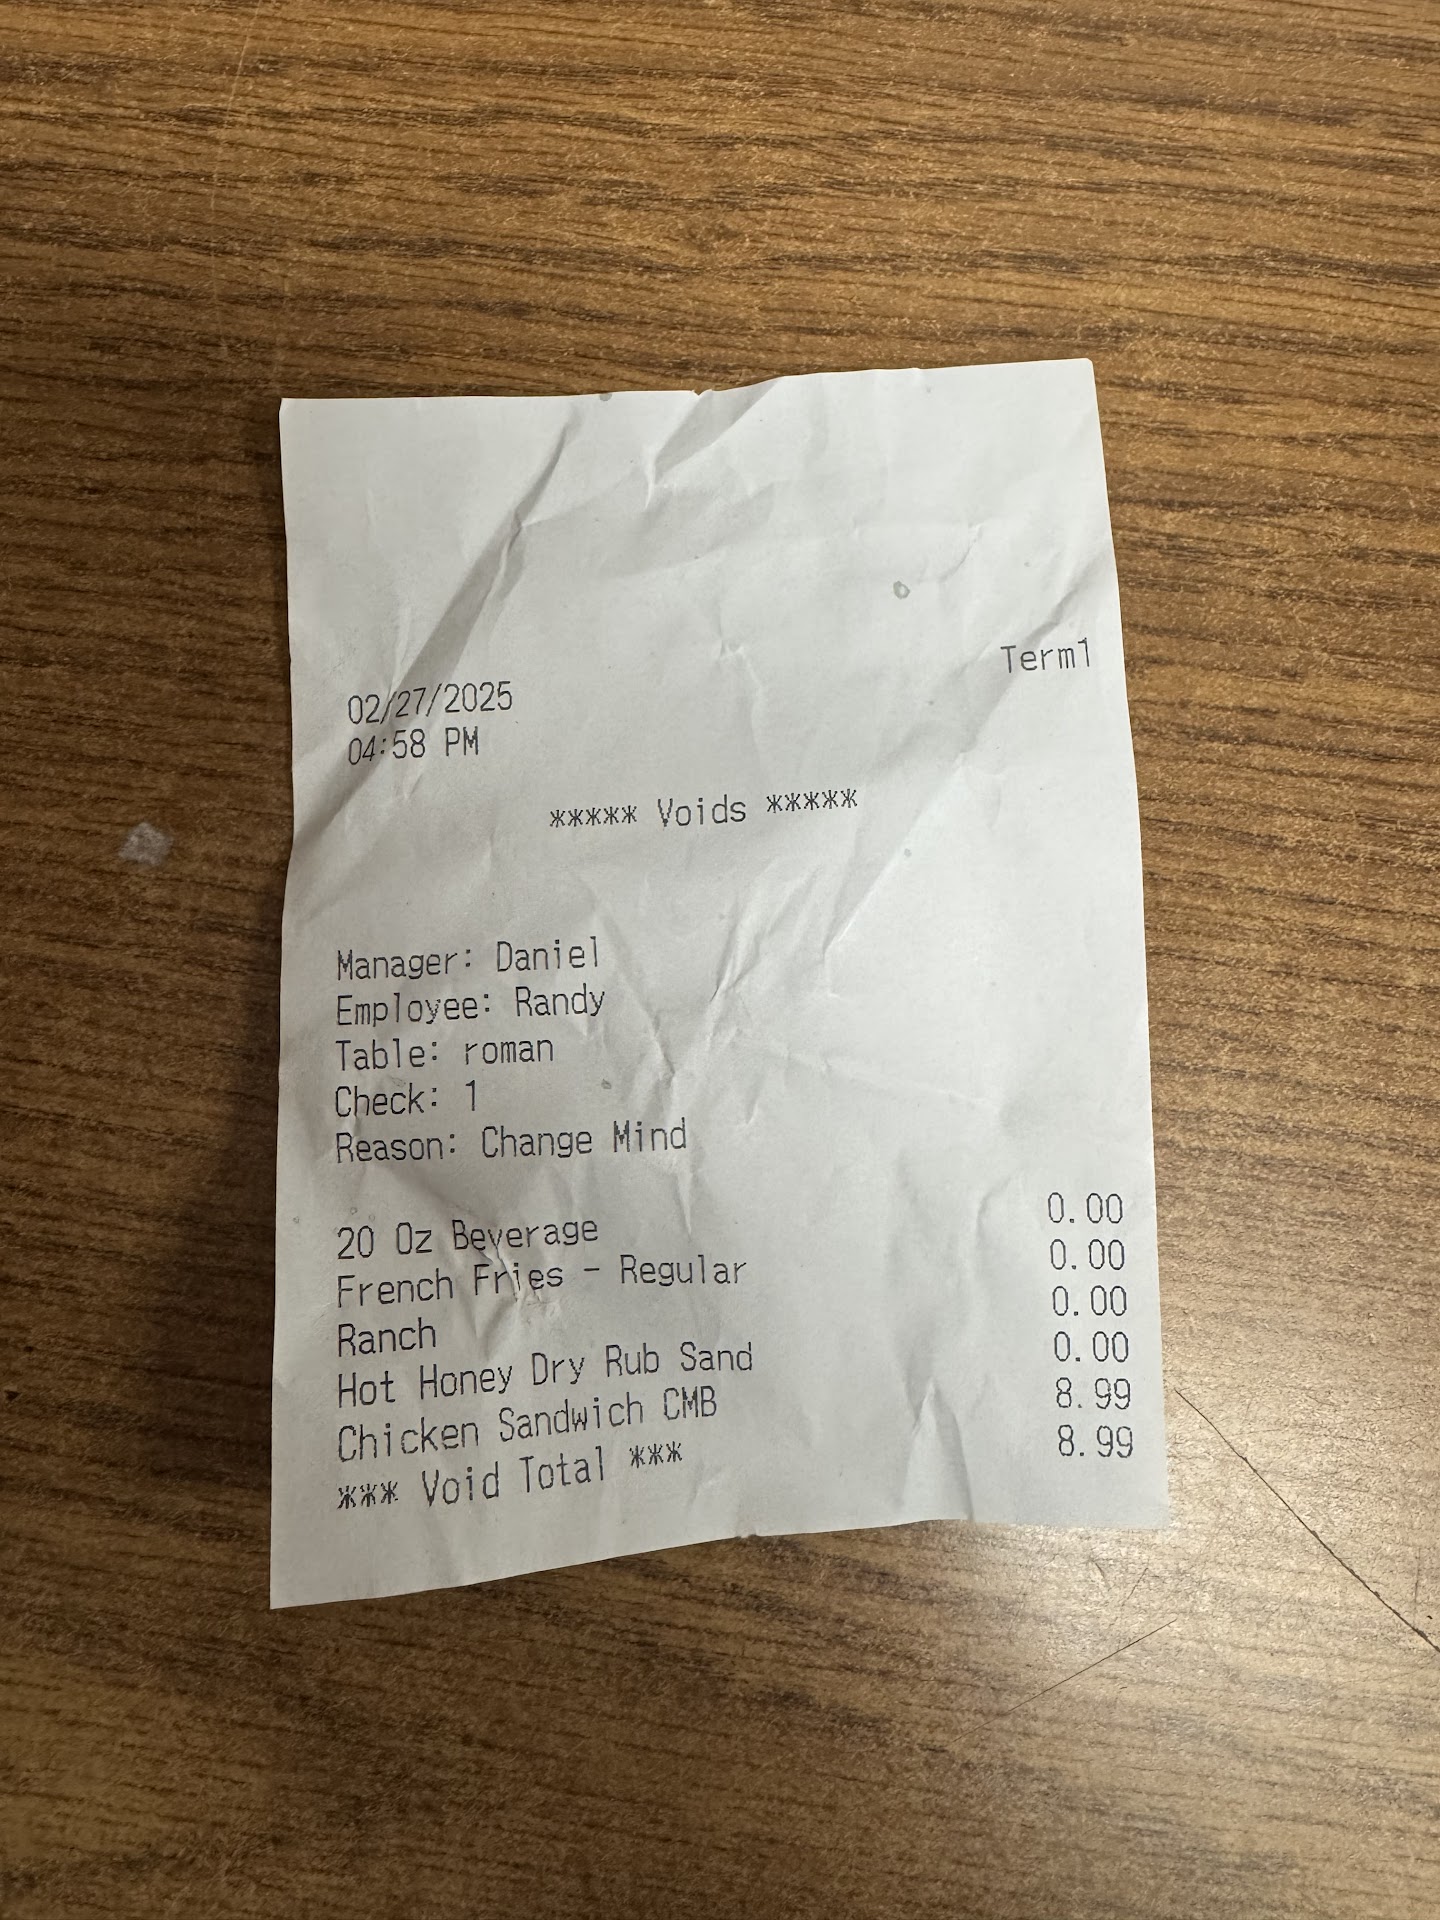 Term1
02/27/2025
04:58 PM
***** Voids *****
Manager: Daniel
Employee: Randy
Table: roman
Check: 1
Reason: Change Mind
20 Oz Beverage 0.00
French Fries - Regular 0.00
Ranch 0.00
Hot Honey Dry Rub Sand 0.00
Chicken Sandwich CMB 8.99
*** Void Total *** 8.99